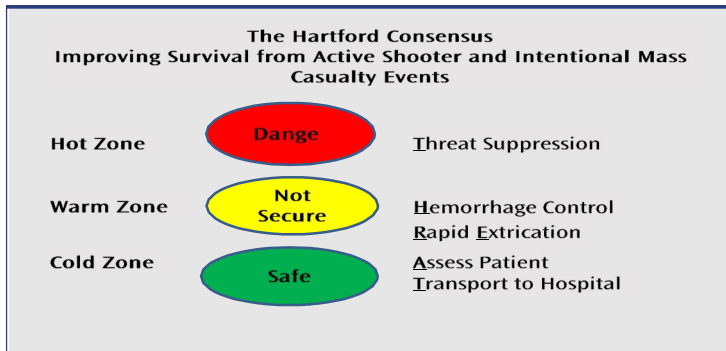 The Hartford Consensus
Improving Survival from Active Shooter and Intentional Mass
Casualty Events
Hot Zone
Dange
Threat Suppression
Warm Zone
Not
Secure
Hemorrhage Control
Rapid Extrication
Cold Zone
Safe
Assess Patient
Transport to Hospital